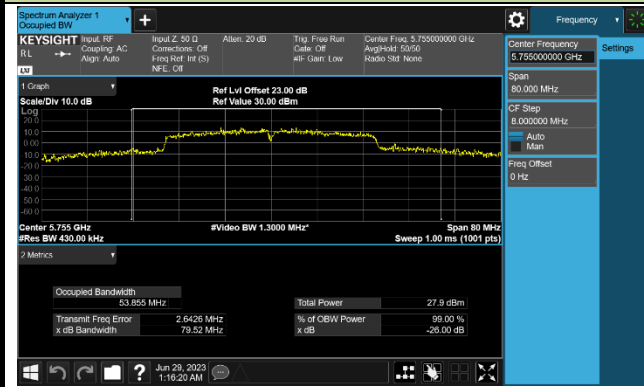 Spectrum Analyzer 1
Occupied BW
Frequency
KEYSIGHT
RL
LXI
Input: RF
Coupling: AC
Align: Auto
Input Z: 50 Ω
Corrections: Off
Freq Ref: Int (S)
NFE: Off
Atten: 20 dB
Trig: Free Run
Gate: Off
#IF Gain: Low
Center Freq: 5.755000000 GHz
Avg|Hold: 50/50
Radio Std: None
Center Frequency
5.755000000 GHz
Settings
Span
80.000 MHz
CF Step
8.000000 MHz
Auto
Man
Freq Offset
0 Hz
1 Graph
Scale/Div 10.0 dB
Ref Lvl Offset 23.00 dB
Ref Value 30.00 dBm
Log
20.0
10.0
0.00
-10.0
-20.0
-30.0
-40.0
-50.0
-60.0
Center 5.755 GHz
#Video BW 1.3000 MHz*
Span 80 MHz
#Res BW 430.00 kHz
Sweep 1.00 ms (1001 pts)
2 Metrics
Occupied Bandwidth
53.855 MHz
Total Power 27.9 dBm
Transmit Freq Error 2.6426 MHz
% of OBW Power 99.00 %
x dB Bandwidth 79.52 MHz
x dB -26.00 dB
?
Jun 29, 2023
1:16:20 AM